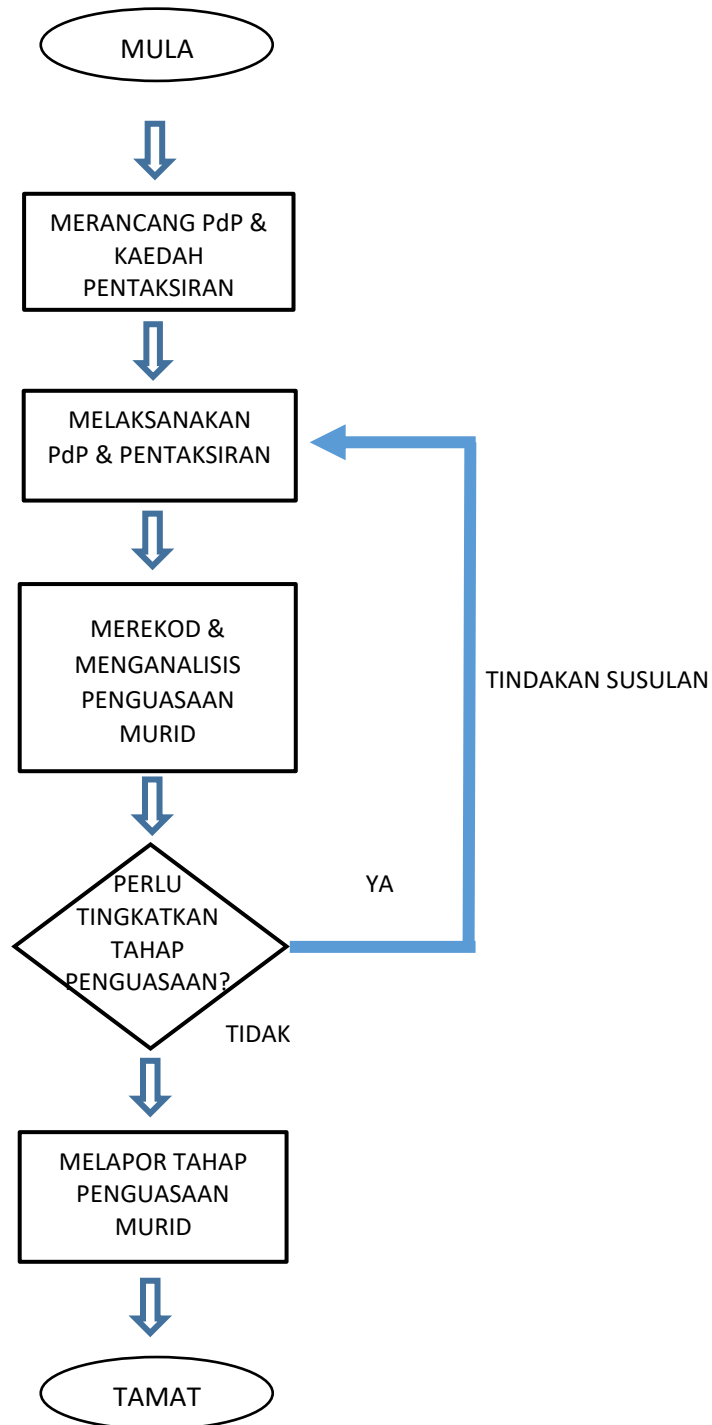 MULA
MERANCANG PdP &
KAEDAH
PENTAKSIRAN
MELAKSANAKAN
PdP & PENTAKSIRAN
MEREKOD &
MENGANALISIS
PENGUASAAN
MURID
TINDAKAN SUSULAN
PERLU
TINGKATKAN
TAHAP
PENGUASAAN?
YA
TIDAK
MELAPOR TAHAP
PENGUASAAN
MURID
TAMAT